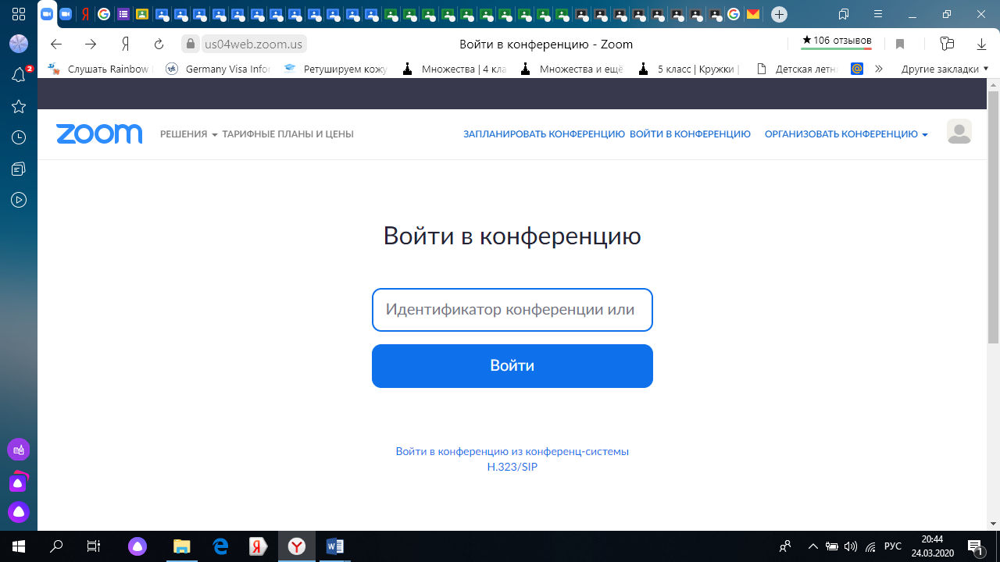 us04web.zoom.us
Войти в конференцию - Zoom
★106 отзывов
Слушать Rainbow
Germany Visa Infor
Ретушируем кожу
Множества | 4 кла
Множества и ещё
5 класс | Кружки |
Детская летн
Другие закладки
zoom
РЕШЕНИЯ
ТАРИФНЫЕ ПЛАНЫ И ЦЕНЫ
ЗАПЛАНИРОВАТЬ КОНФЕРЕНЦИЮ
ВОЙТИ В КОНФЕРЕНЦИЮ
ОРГАНИЗОВАТЬ КОНФЕРЕНЦИЮ
Войти в конференцию
Идентификатор конференции или
Войти
Войти в конференцию из конференц-системы
H.323/SIP
2
РУС
20:44
24.03.2020
1